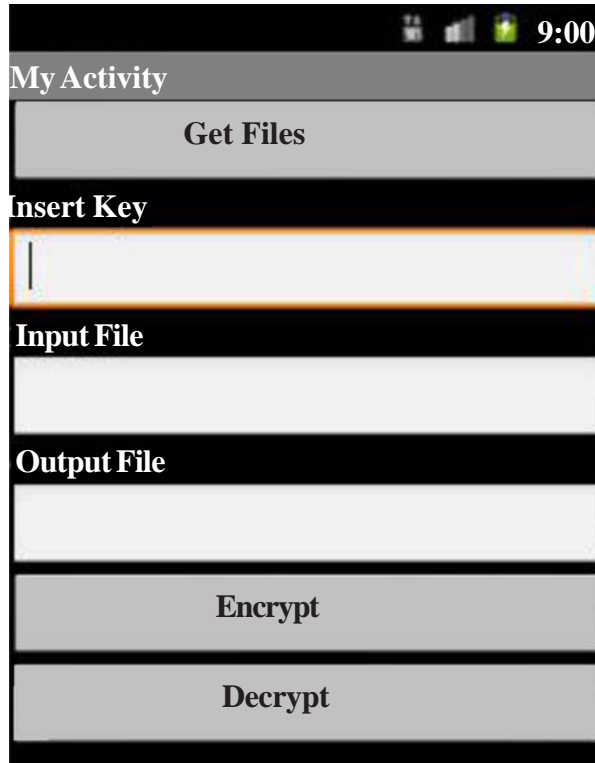 9:00
My Activity
Get Files
Insert Key
Input File
Output File
Encrypt
Decrypt